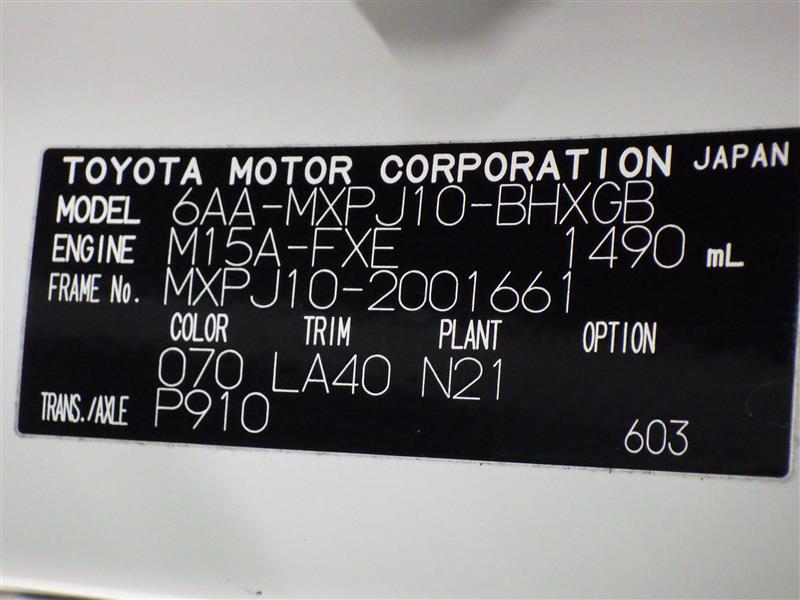 TOYOTA MOTOR CORPORATION JAPAN
MODEL 6AA-MXPJ10-BHXGB
ENGINE M15A-FXE 1490 mL
FRAME No. MXPJ10-2001661
COLOR TRIM PLANT OPTION
070 LA40 N21
TRANS./AXLE P910
603